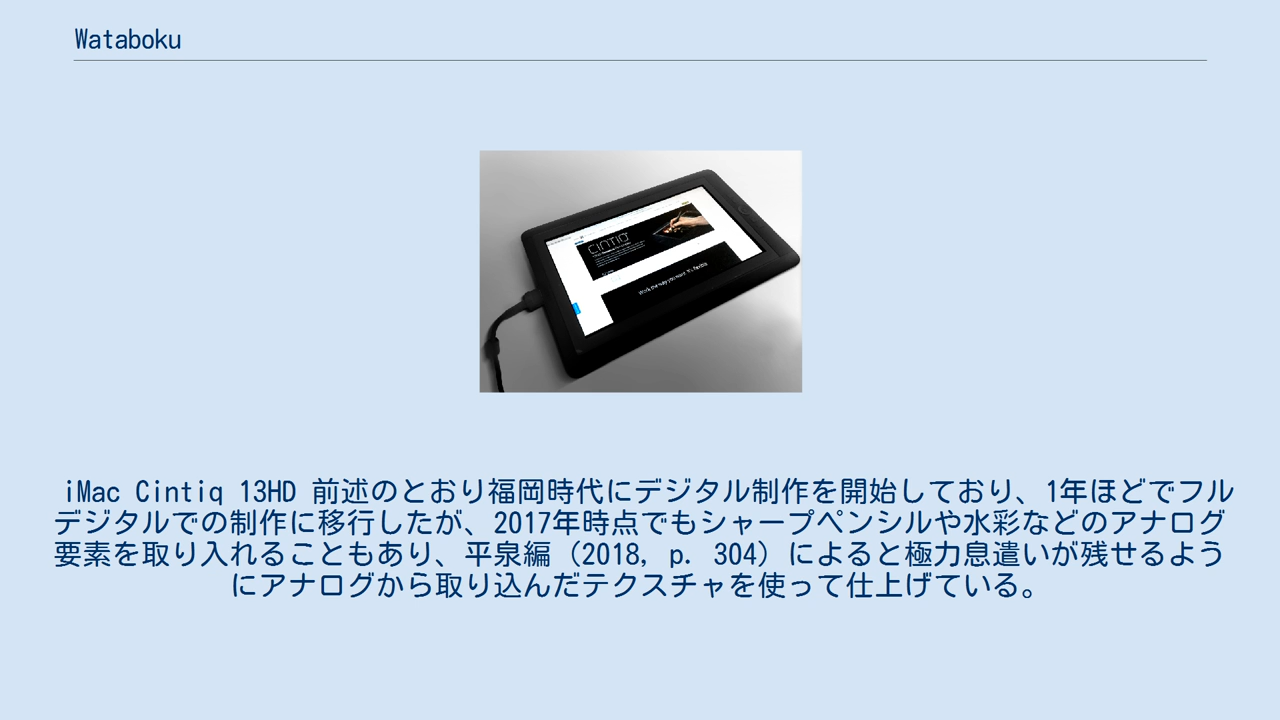 Wataboku
CINTIQ
iMac Cintiq 13HD 前述のとおり福岡時代にデジタル制作を開始しており、1年ほどでフル
デジタルでの制作に移行したが、2017年時点でもシャープペンシルや水彩などのアナログ
要素を取り入れることもあり、平泉編（2018, p. 304）によると極力息遣いが残せるよう
にアナログから取り込んだテクスチャを使って仕上げている。